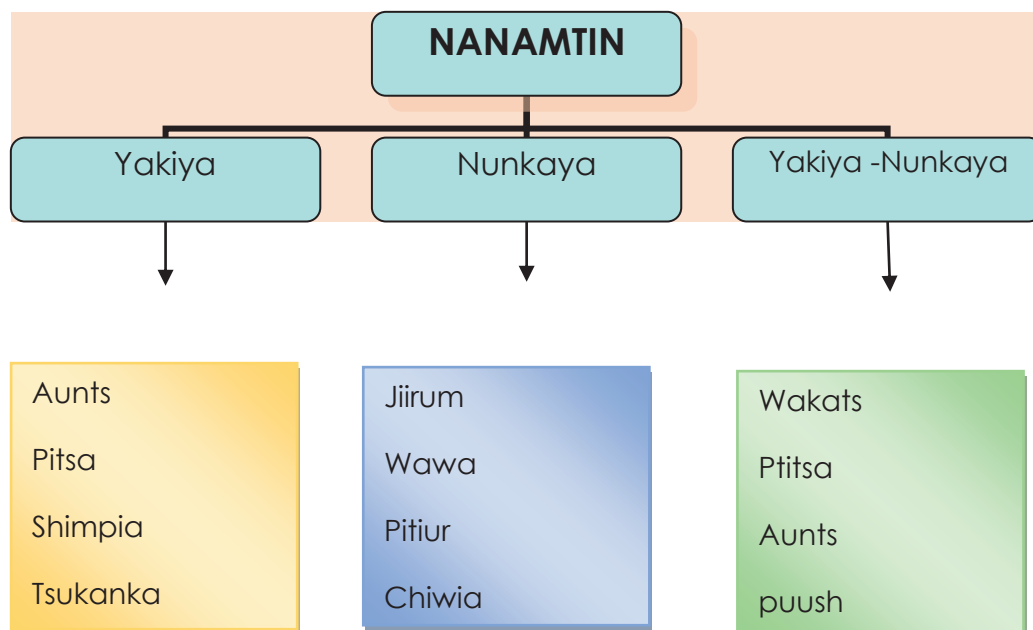 NANAMTIN
Yakiya
Nunkaya
Yakiya -Nunkaya
Aunts
Pitsa
Shimpia
Tsukanka
Jiirum
Wawa
Pitiur
Chiwia
Wakats
Ptitsa
Aunts
puush